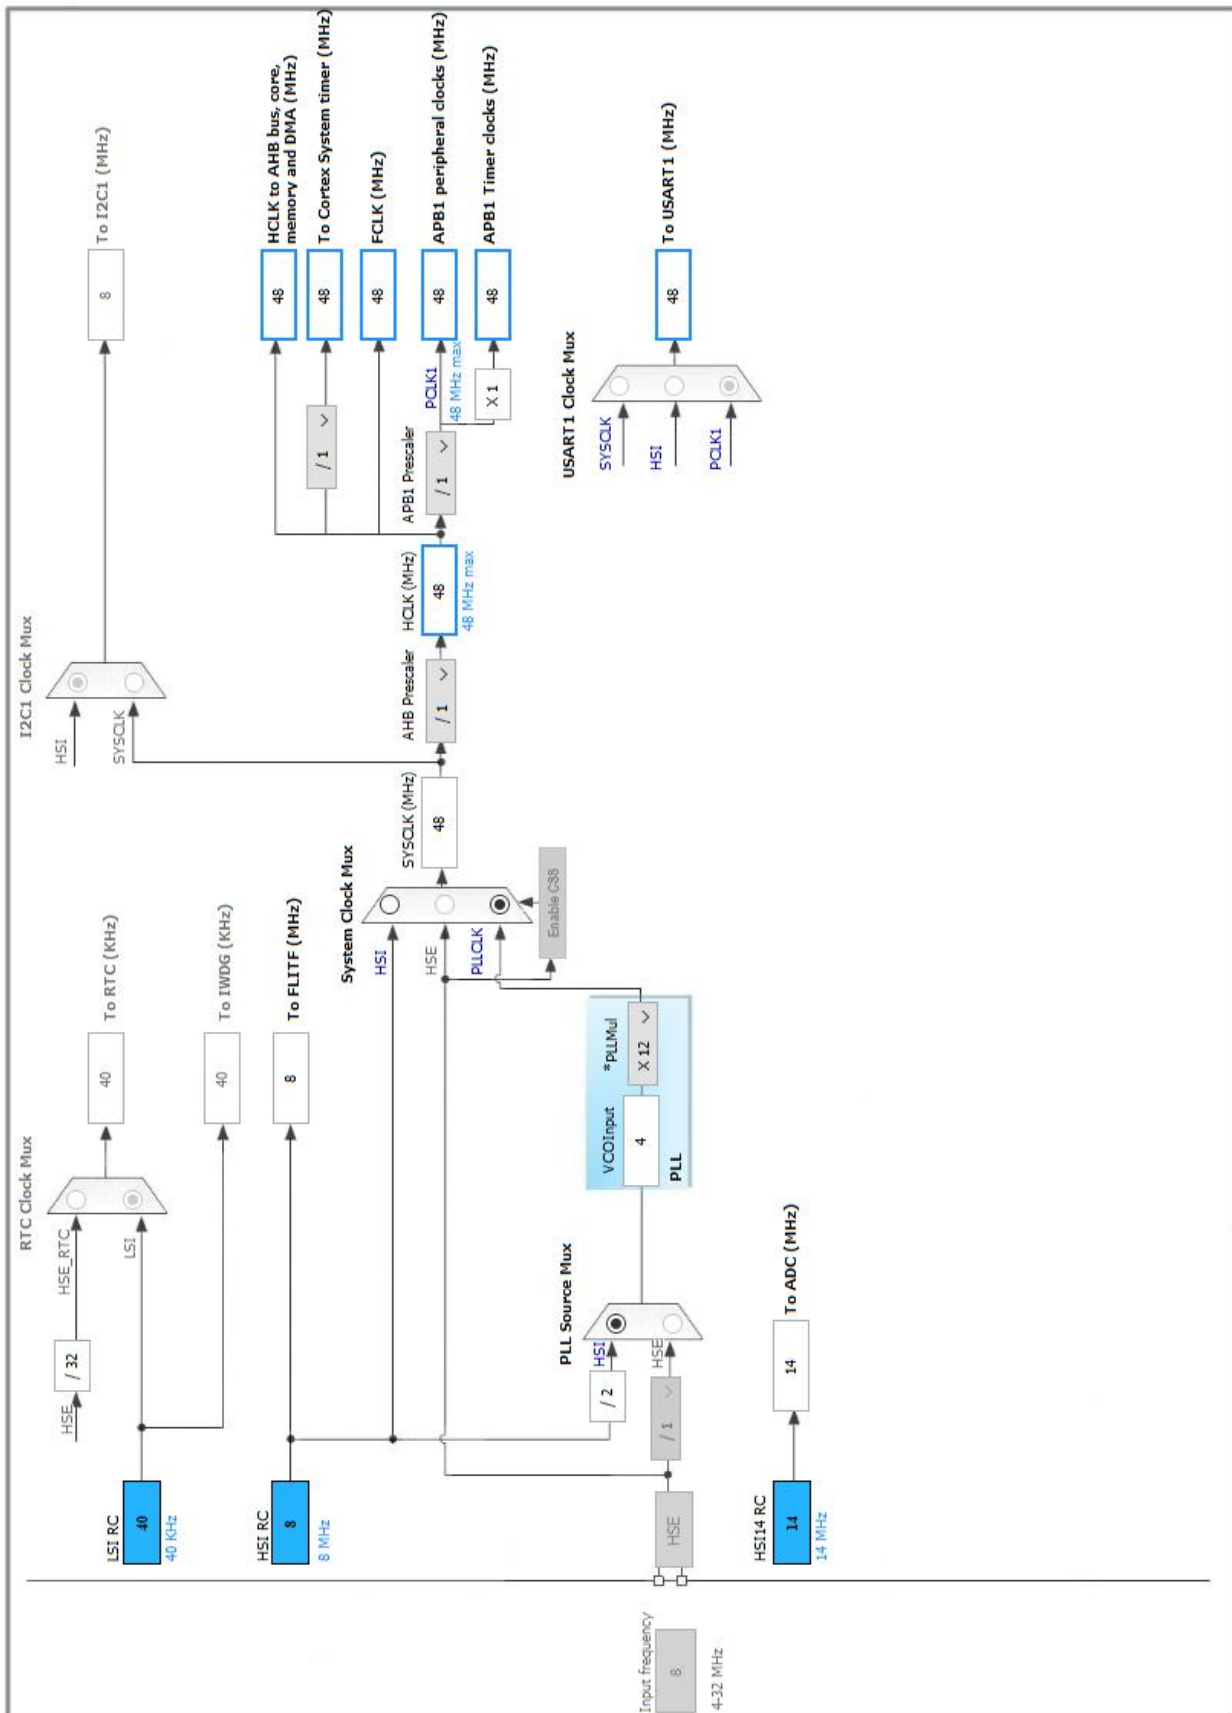 RTC Clock Mux
HSE
/ 32
HSE_RTC
LSI
40
To RTC (KHz)
LSI RC
40
40 KHz
40
To IWDG (KHz)
HSI RC
8
8 MHz
8
To FLITF (MHz)
I2C1 Clock Mux
HSI
SYSCLK
8
To I2C1 (MHz)
System Clock Mux
HSI
HSE
PLLCLK
SYSCLK (MHz)
48
Enable CSS
AHB Prescaler
/ 1
HCLK (MHz)
48
48 MHz max
APB1 Prescaler
/ 1
PCLK1
48 MHz max
/ 1
X 1
48
HCLK to AHB bus, core,
memory and DMA (MHz)
48
To Cortex System timer (MHz)
48
FCLK (MHz)
48
APB1 peripheral clocks (MHz)
48
APB1 Timer clocks (MHz)
PLL Source Mux
/ 2
HSI
HSE
/ 1
VCOInput
4
*PLLMul
X 12
PLL
USART1 Clock Mux
SYSCLK
HSI
PCLK1
48
To USART1 (MHz)
Input frequency
8
4-32 MHz
HSE
HSI14 RC
14
14 MHz
14
To ADC (MHz)